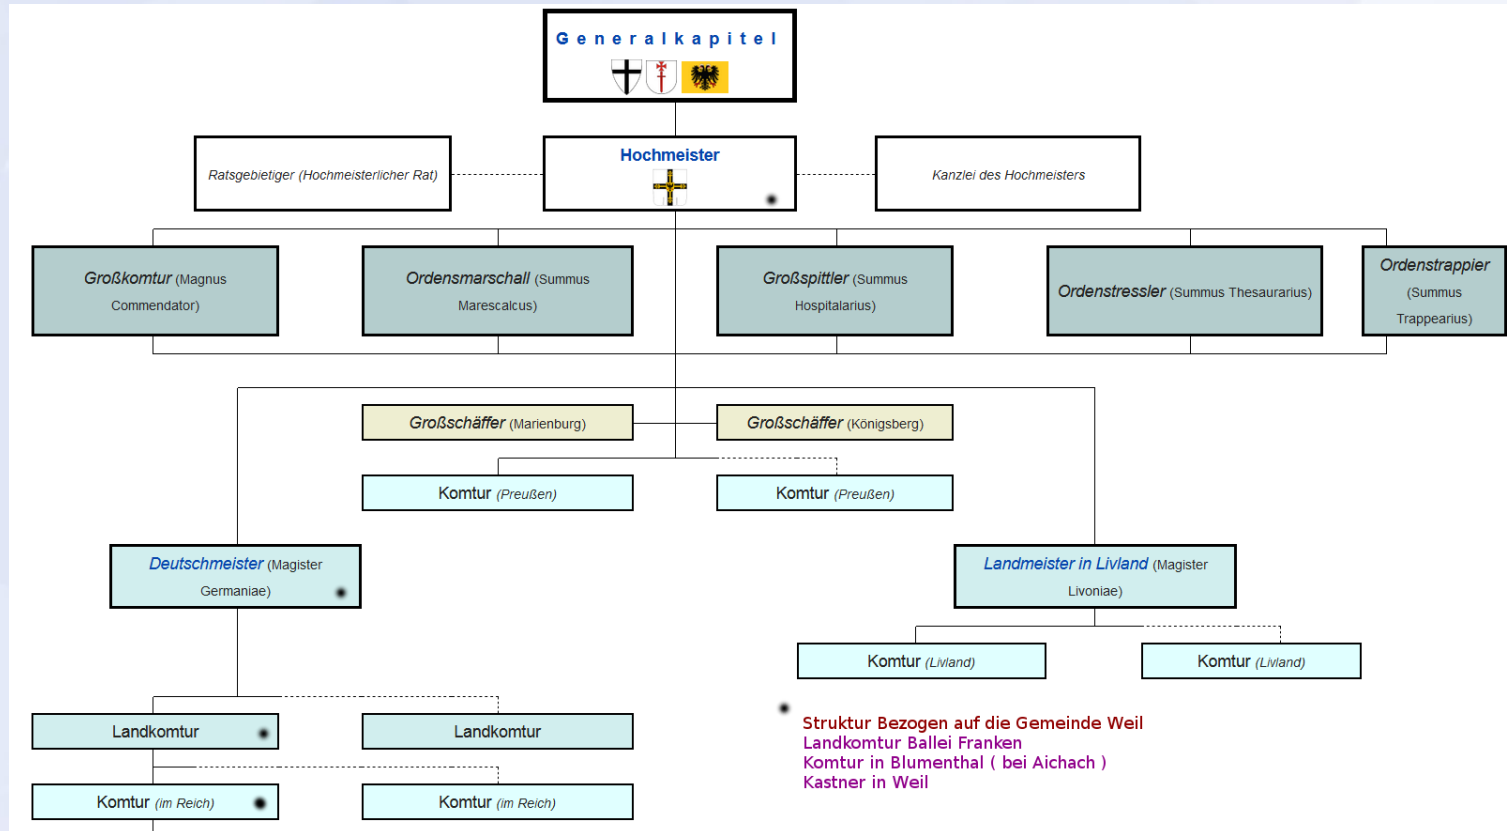 Generalkapitel
Ratsgebietiger (Hochmeisterlicher Rat)
Hochmeister
Kanzlei des Hochmeisters
Großkomtur (Magnus
Commendator)
Ordensmarschall (Summus
Marescalcus)
Großspittler (Summus
Hospitalarius)
Ordenstressler (Summus Thesaurarius)
Ordenstrappier
(Summus
Trappearius)
Großschäffer (Marienburg)
Großschäffer (Königsberg)
Komtur (Preußen)
Komtur (Preußen)
Deutschmeister (Magister
Germaniae)
Landmeister in Livland (Magister
Livoniae)
Komtur (Livland)
Komtur (Livland)
Landkomtur
Landkomtur
Komtur (im Reich)
Komtur (im Reich)
Struktur Bezogen auf die Gemeinde Weil
Landkomtur Ballei Franken
Komtur in Blumenthal ( bei Aichach )
Kastner in Weil